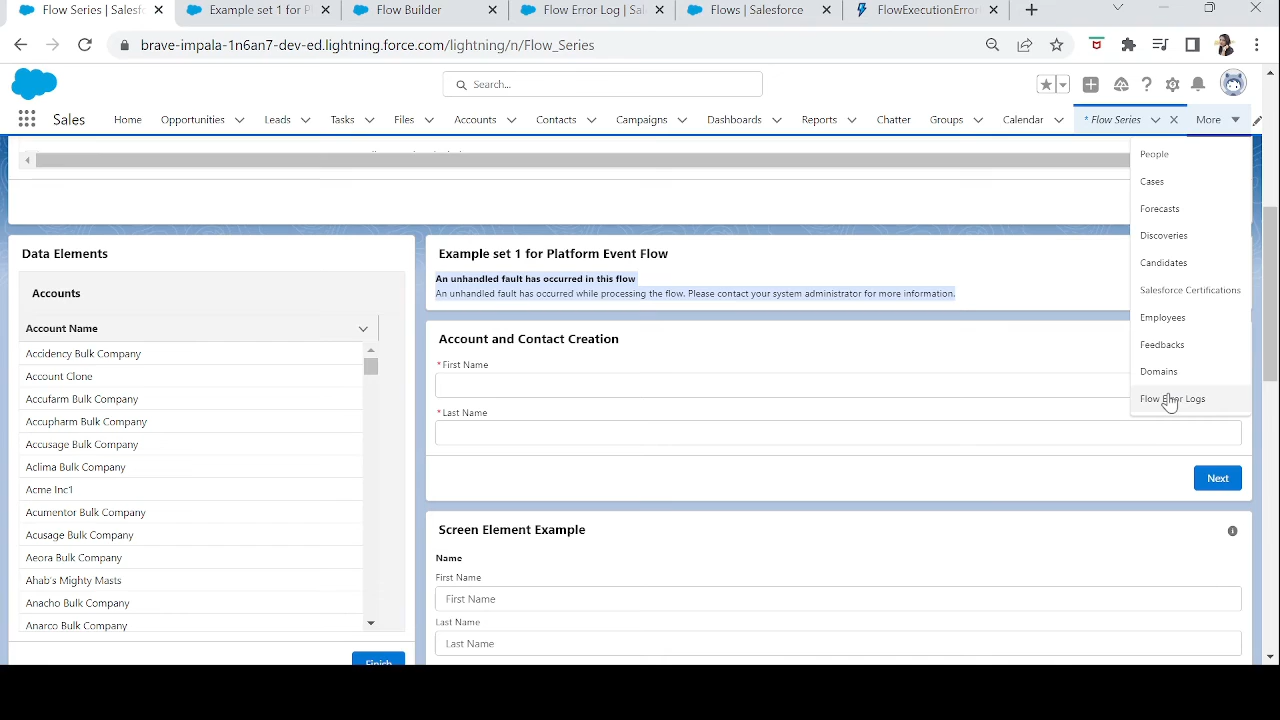 Flow Series | Salesf
Example set 1 for Pl
Flow Builder
Flow Error Log | Sal
Flows | Salesforce
FlowExecutionError
brave-impala-1n6an7-dev-ed.lightning.force.com/lightning/n/Flow_Series
Search...
Sales
Home
Opportunities
Leads
Tasks
Files
Accounts
Contacts
Campaigns
Dashboards
Reports
Chatter
Groups
Calendar
* Flow Series
More
People
Cases
Forecasts
Discoveries
Candidates
Salesforce Certifications
Employees
Feedbacks
Domains
Flow Error Logs
Data Elements
Accounts
Account Name
Accidency Bulk Company
Account Clone
Accufarm Bulk Company
Accupharm Bulk Company
Accusage Bulk Company
Aclima Bulk Company
Acme Inc1
Acumentor Bulk Company
Acusage Bulk Company
Aeora Bulk Company
Ahab's Mighty Masts
Anacho Bulk Company
Anarco Bulk Company
Finish
Example set 1 for Platform Event Flow
An unhandled fault has occurred in this flow
An unhandled fault has occurred while processing the flow. Please contact your system administrator for more information.
Account and Contact Creation
*First Name
*Last Name
Next
Screen Element Example
Name
First Name
First Name
Last Name
Last Name